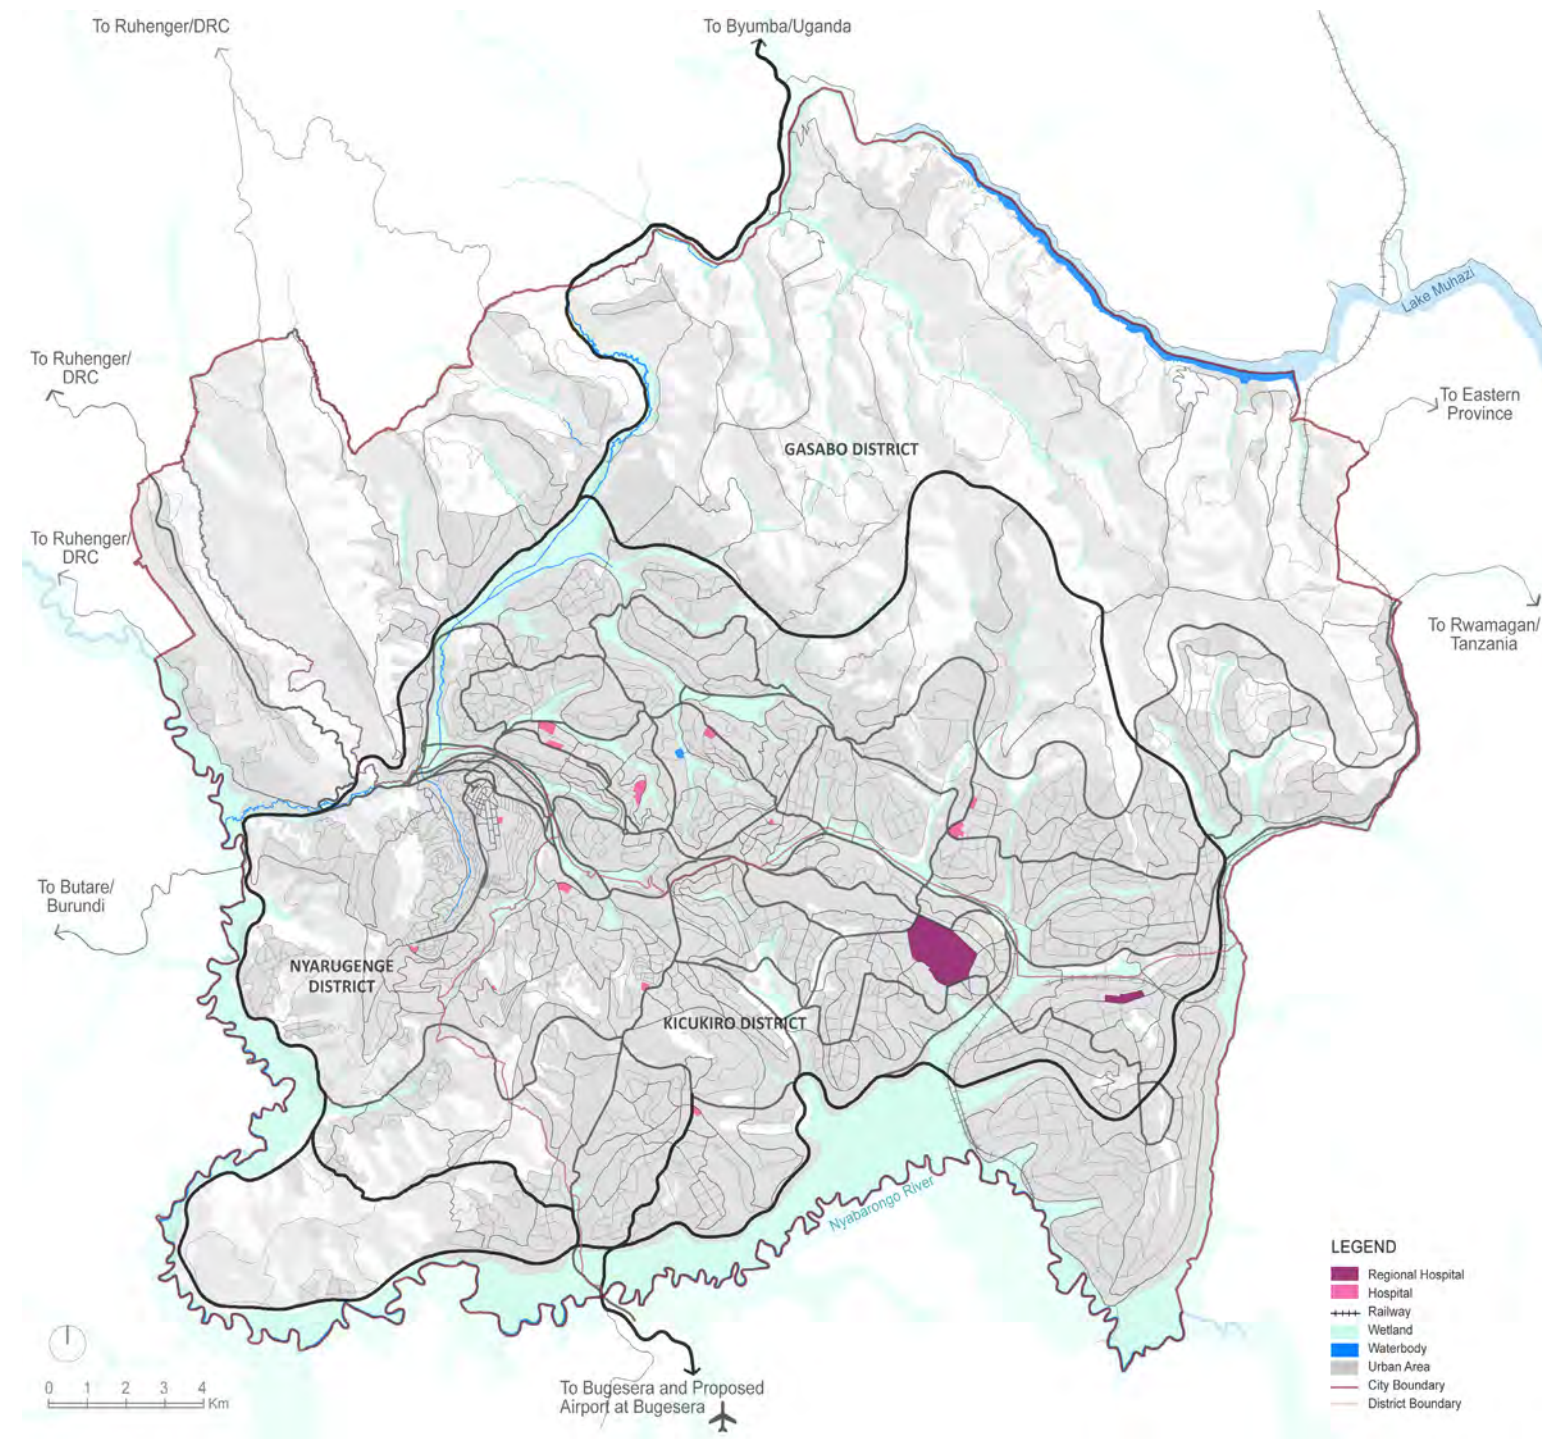 To Ruhenger/DRC
To Byumba/Uganda
Lake Muhazi
To Ruhenger/
DRC
To Eastern
Province
GASABO DISTRICT
To Ruhenger/
DRC
To Rwamagan/
Tanzania
To Butare/
Burundi
NYARUGENGE
DISTRICT
KICUKIRO DISTRICT
Nyabarongo River
LEGEND
Regional Hospital
Hospital
Railway
Wetland
Waterbody
Urban Area
City Boundary
District Boundary
0 1 2 3 4
Km
To Bugesera and Proposed
Airport at Bugesera